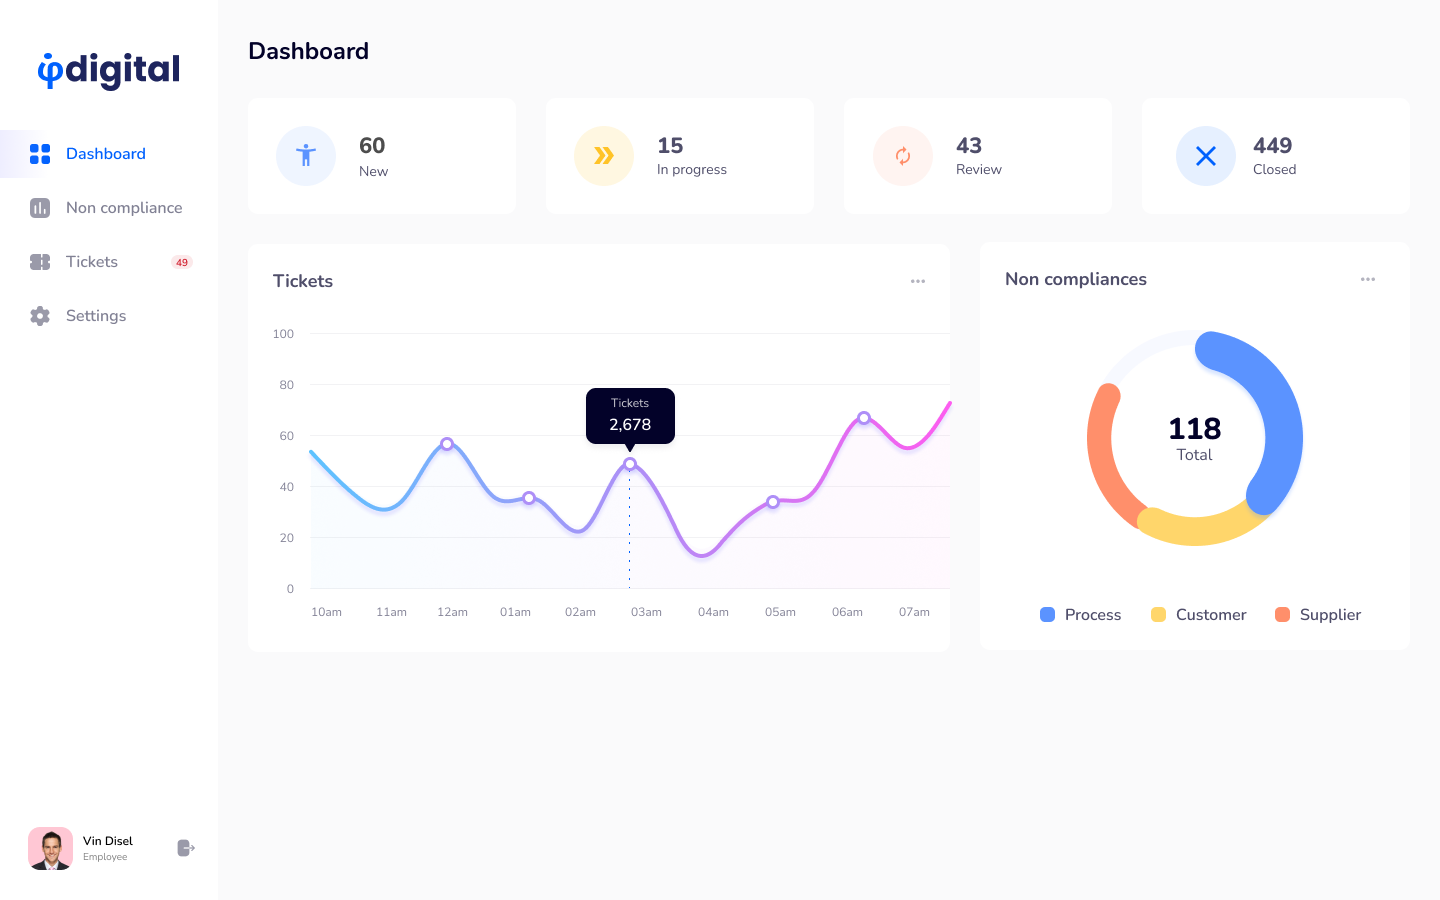 φdigital
Dashboard
Non compliance
Tickets
49
Settings
Vin Disel
Employee
Dashboard
60
New
15
In progress
43
Review
449
Closed
Tickets
100
80
60
40
20
0
Tickets
2,678
10am 11am 12am 01am 02am 03am 04am 05am 06am 07am
Non compliances
118
Total
Process Customer Supplier